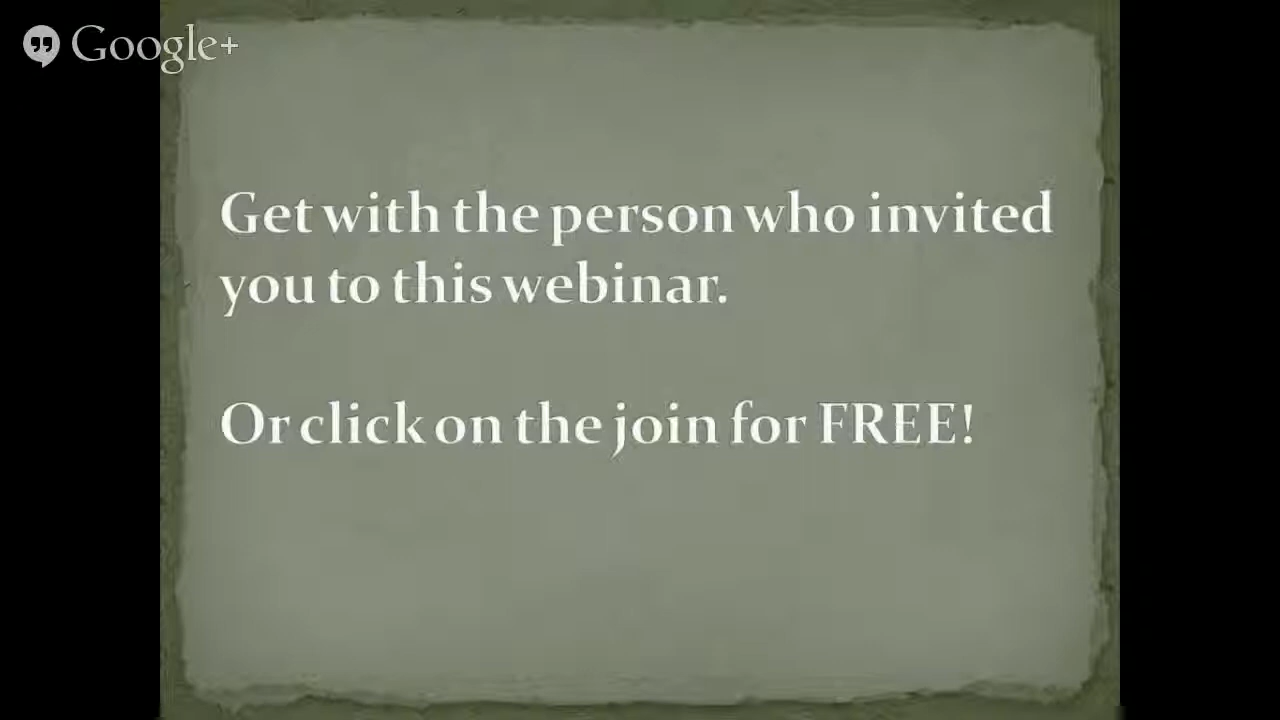 Google+
Get with the person who invited
you to this webinar.
Or click on the join for FREE!